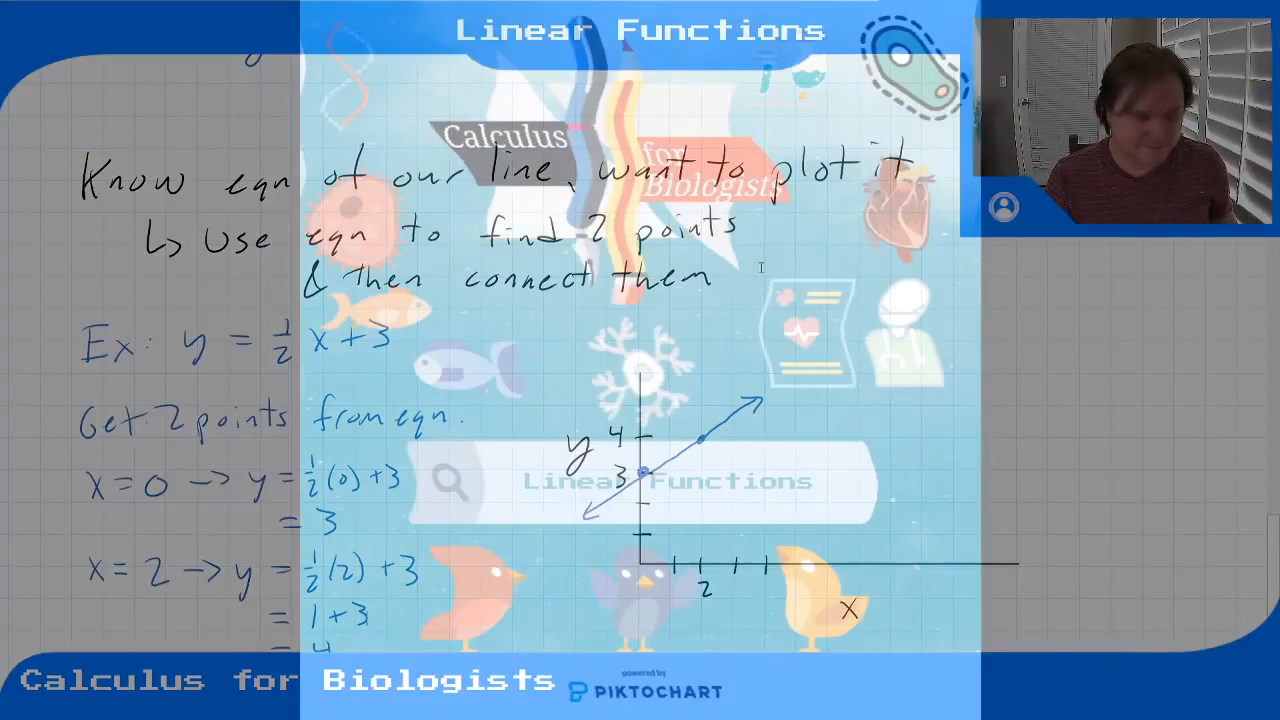 Linear Functions
Calculus
for
Biologists
Know eqn of our line, want to plot it
↳ Use eqn to find 2 points
& then connect them
Ex: y = 1/2 x + 3
Get 2 points from eqn.
x = 0 → y = 1/2 (0) + 3
= 3
x = 2 → y = 1/2 (2) + 3
= 1 + 3
= 4
y
4
3
2
x
Linear Functions
Calculus for Biologists
powered by
PIKTOCHART